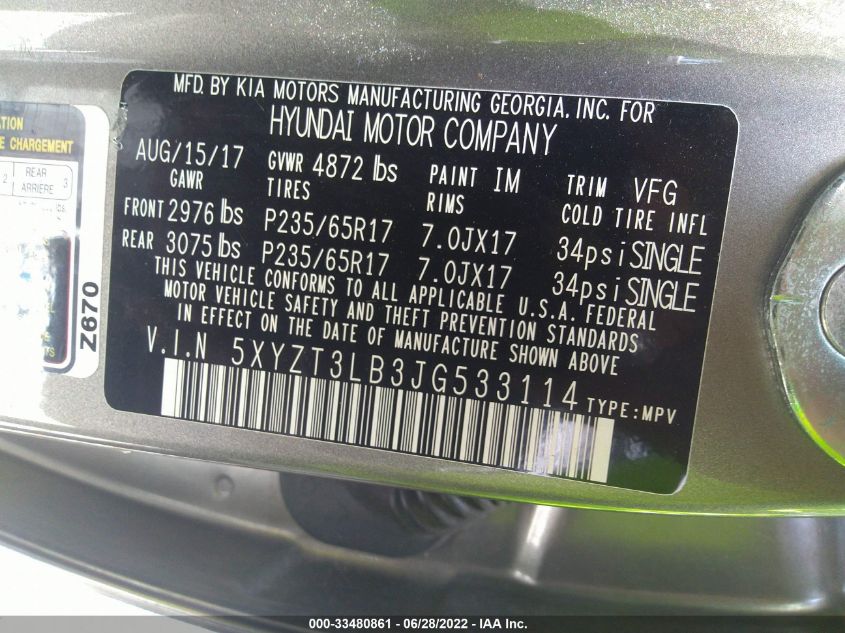 MFD. BY KIA MOTORS MANUFACTURING GEORGIA. INC. FOR
HYUNDAI MOTOR COMPANY
AUG/15/17 GVWR 4872 lbs PAINT IM TRIM VFG
GAWR TIRES RIMS COLD TIRE INFL
FRONT 2976 lbs P235/65R17 7.0JX17 34psi SINGLE
REAR 3075 lbs P235/65R17 7.0JX17 34psi SINGLE
THIS VEHICLE CONFORMS TO ALL APPLICABLE U.S.A. FEDERAL
MOTOR VEHICLE SAFETY AND THEFT PREVENTION STANDARDS
IN EFFECT ON THE DATE OF MANUFACTURE SHOWN ABOVE
V.I.N 5XYZT3LB3JG533114 TYPE:MPV
ATION
E CHARGEMENT
2 REAR 3
ARRIERE
Z670
000-33480861 - 06/28/2022 - IAA Inc.